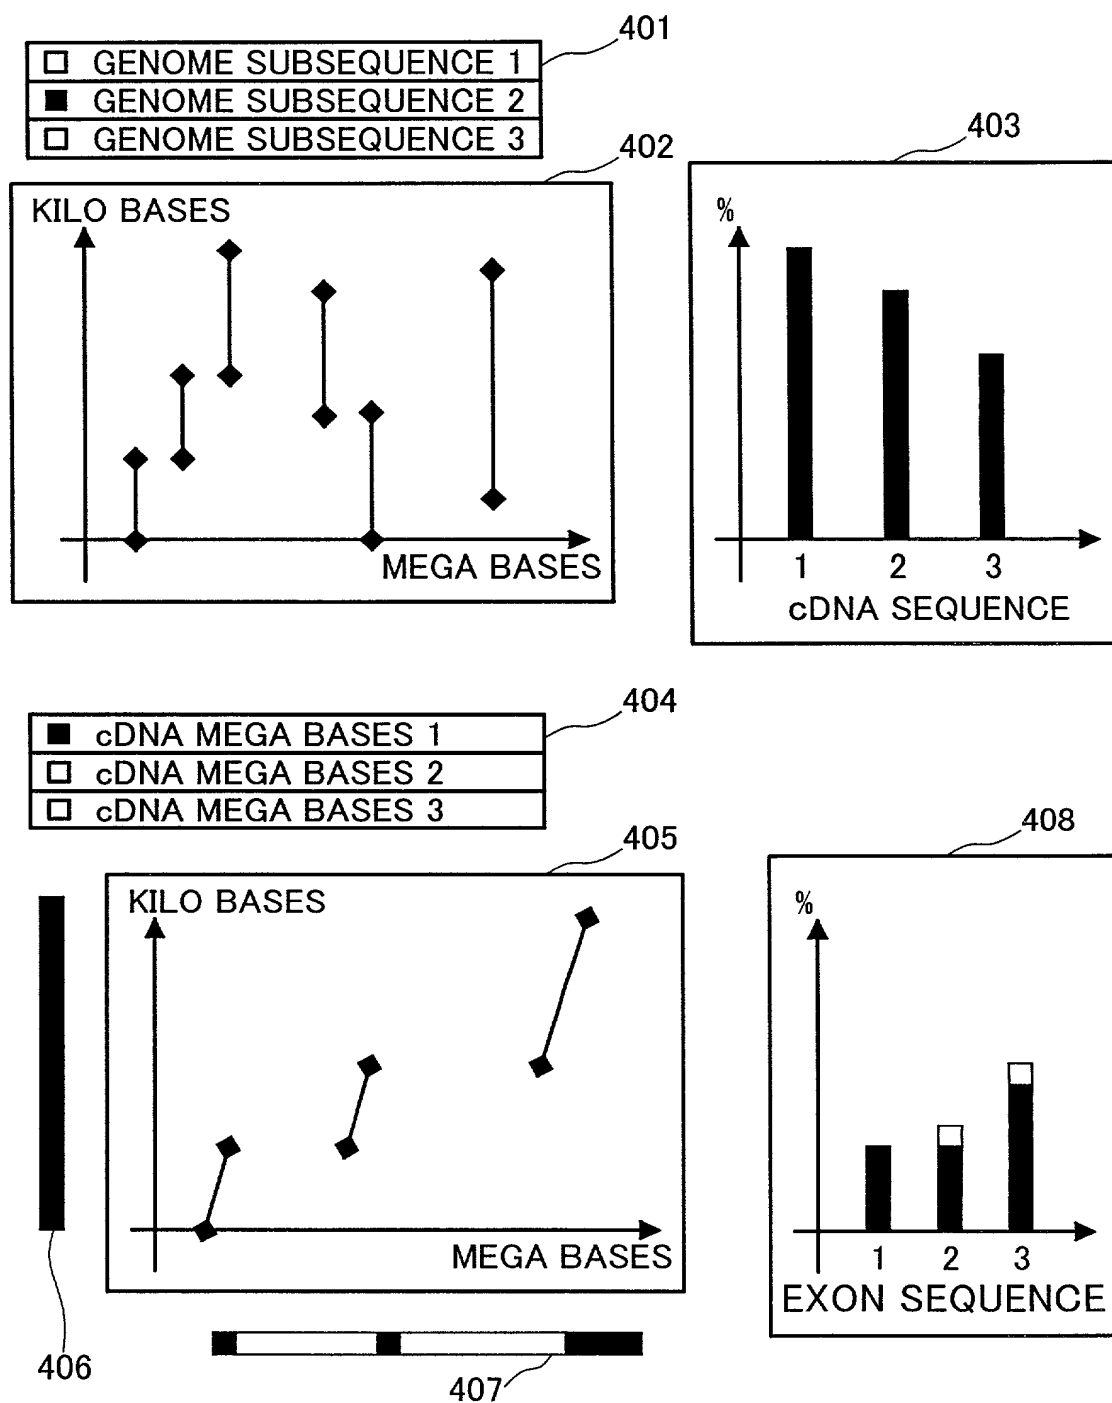 401
GENOME SUBSEQUENCE 1
GENOME SUBSEQUENCE 2
GENOME SUBSEQUENCE 3
402
KILO BASES
MEGA BASES
403
%
1 2 3
cDNA SEQUENCE
404
cDNA MEGA BASES 1
cDNA MEGA BASES 2
cDNA MEGA BASES 3
405
KILO BASES
MEGA BASES
406
407
408
%
1 2 3
EXON SEQUENCE